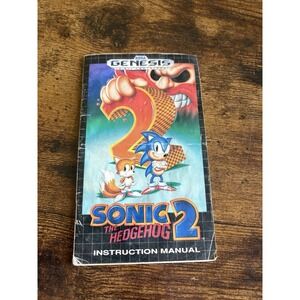 GENESIS
2
SONIC
THE
HEDGEHOG 2
INSTRUCTION MANUAL